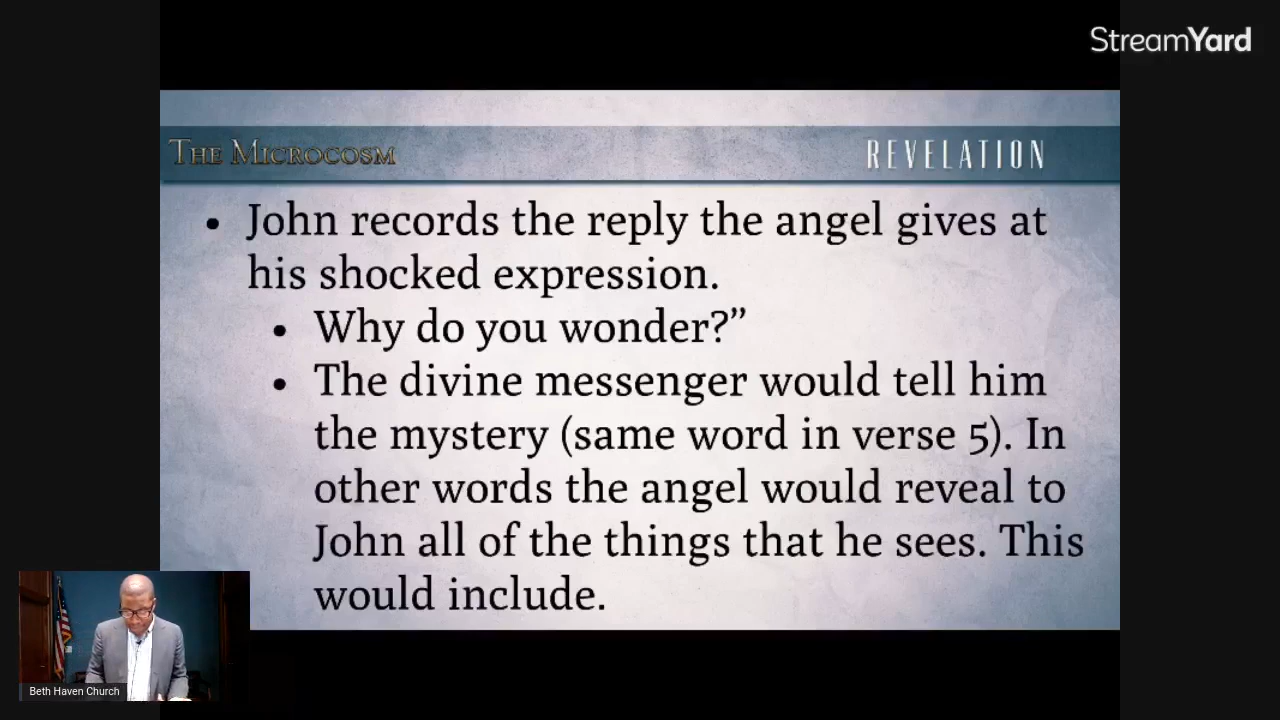 StreamYard
The Microcosm
REVELATION
• John records the reply the angel gives at
his shocked expression.
• Why do you wonder?”
• The divine messenger would tell him
the mystery (same word in verse 5). In
other words the angel would reveal to
John all of the things that he sees. This
would include.
Beth Haven Church